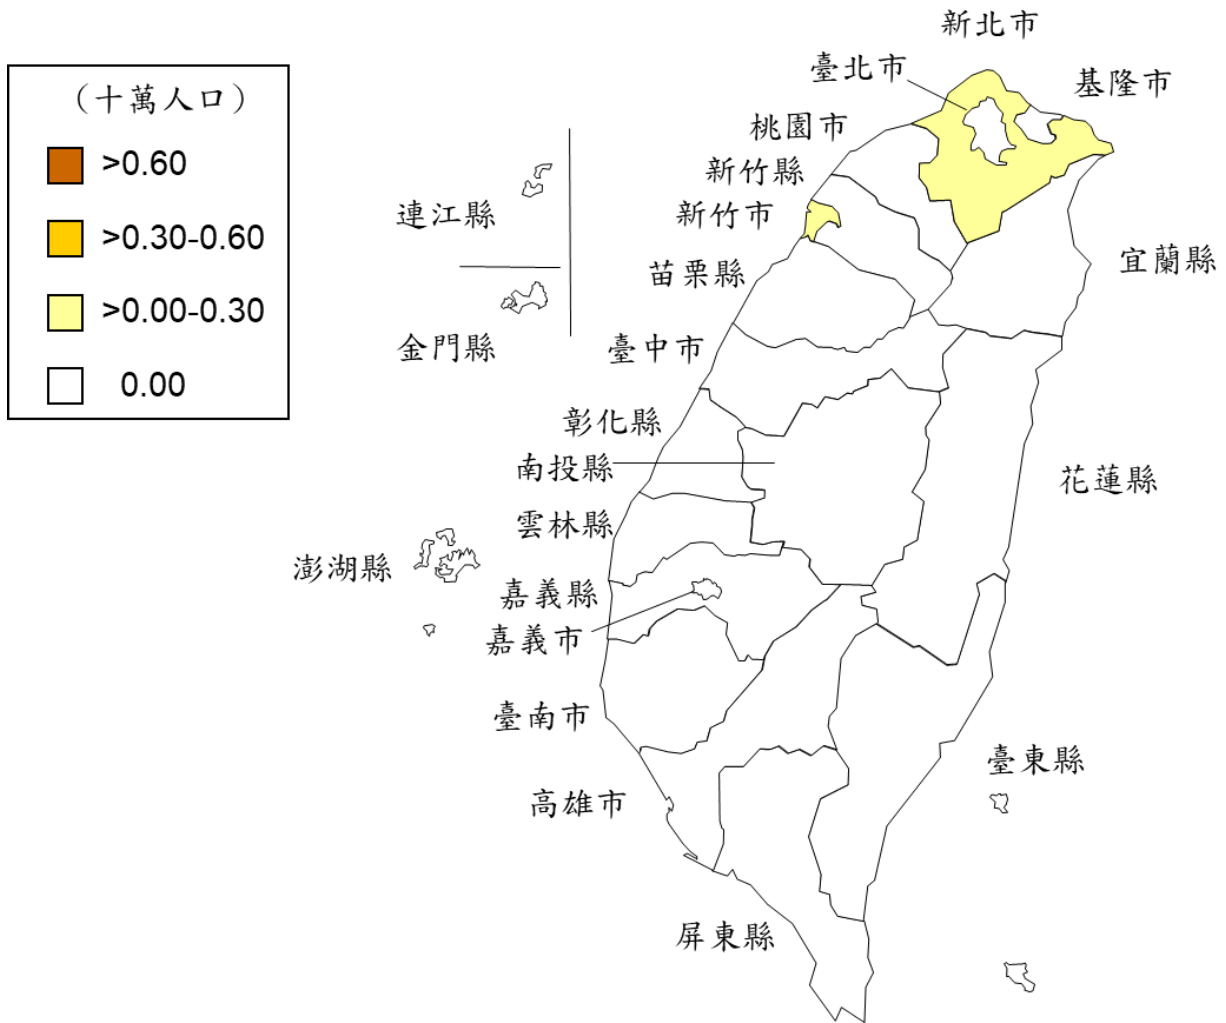 （十萬人口）
>0.60
>0.30-0.60
>0.00-0.30
0.00
新北市
臺北市
基隆市
桃園市
新竹縣
新竹市
連江縣
苗栗縣
宜蘭縣
金門縣
臺中市
彰化縣
南投縣
花蓮縣
雲林縣
澎湖縣
嘉義縣
嘉義市
臺南市
臺東縣
高雄市
屏東縣